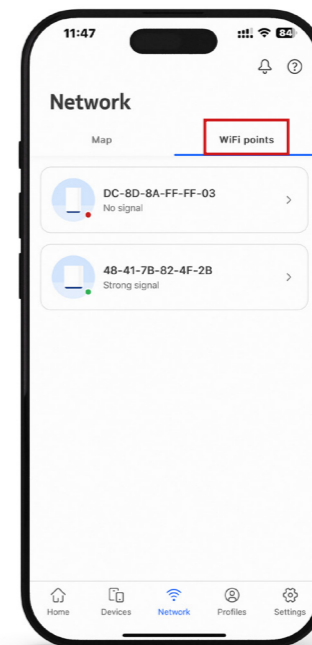 11:47
84
Network
Map
WiFi points
DC-8D-8A-FF-FF-03
No signal
48-41-7B-82-4F-2B
Strong signal
Home Devices Network Profiles Settings